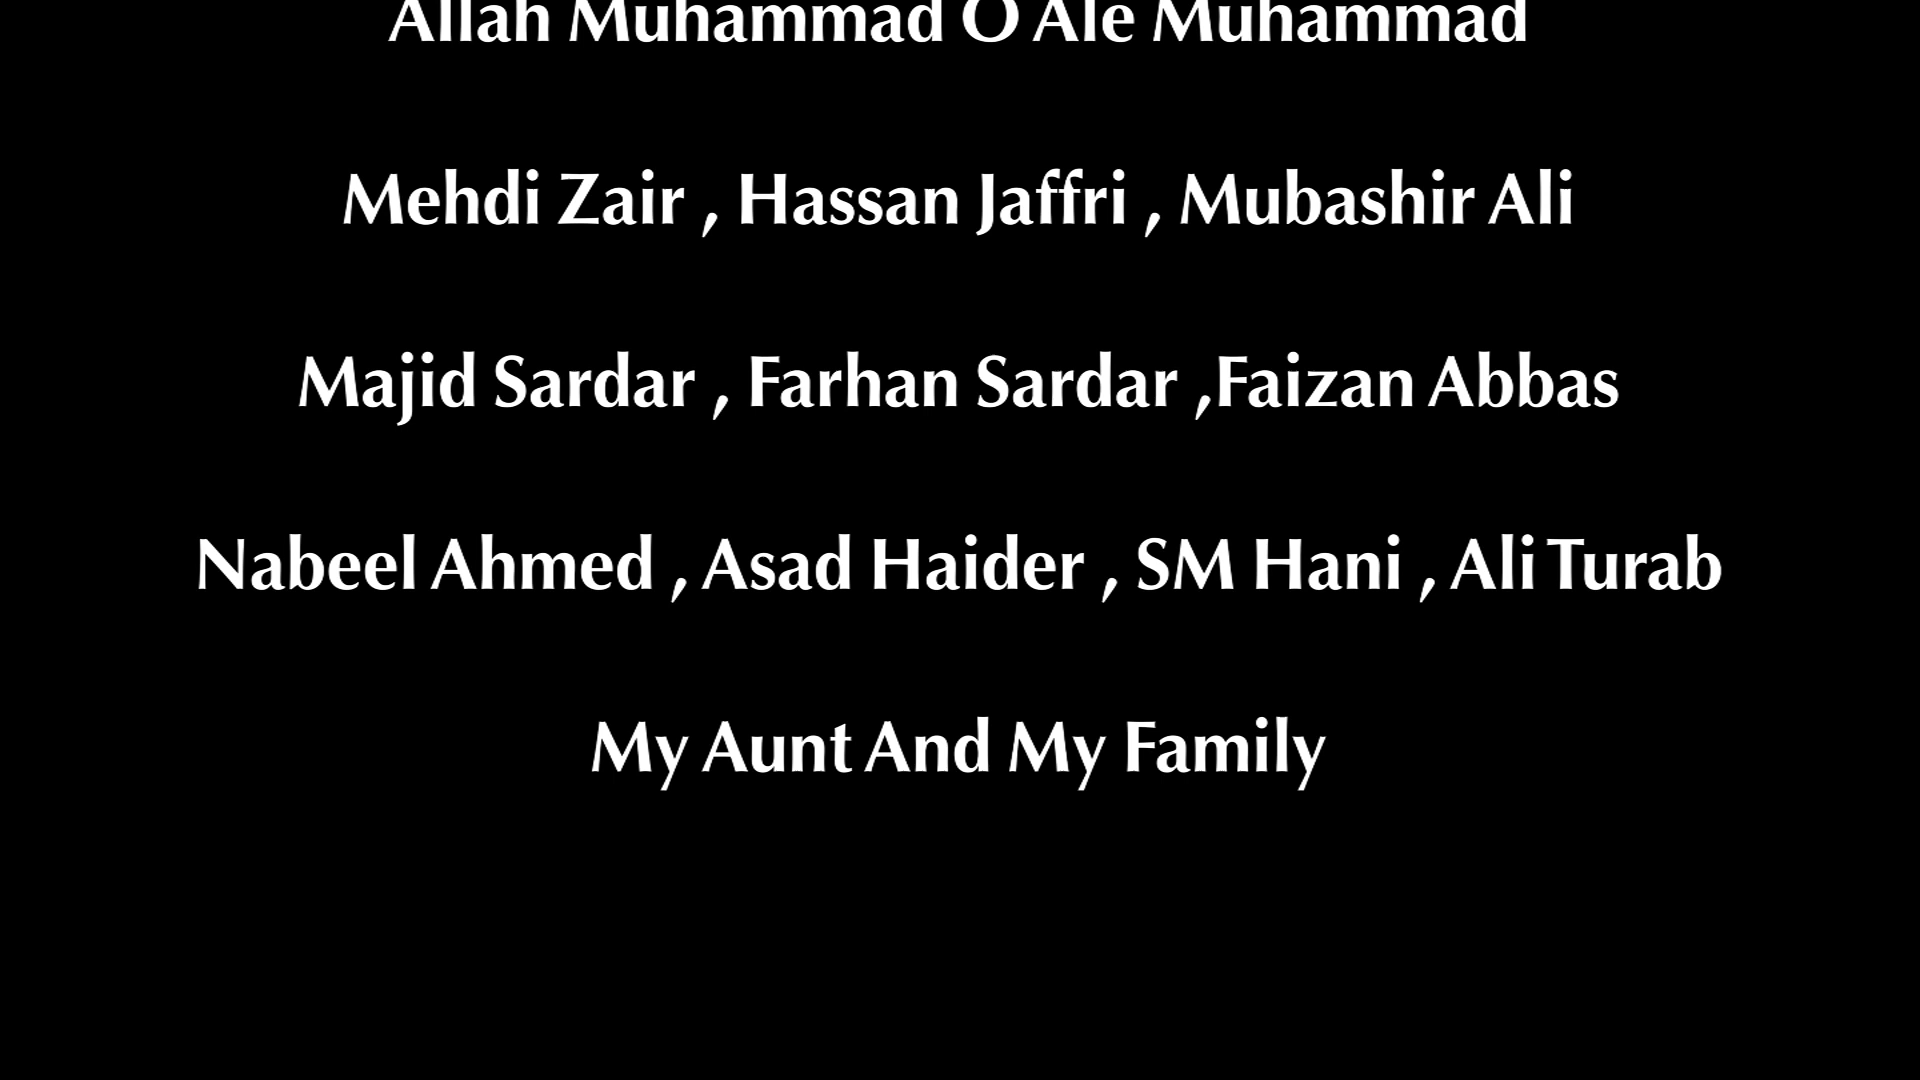 Allah Muhammad O Ale Muhammad
Mehdi Zair , Hassan Jaffri , Mubashir Ali
Majid Sardar , Farhan Sardar ,Faizan Abbas
Nabeel Ahmed , Asad Haider , SM Hani , Ali Turab
My Aunt And My Family